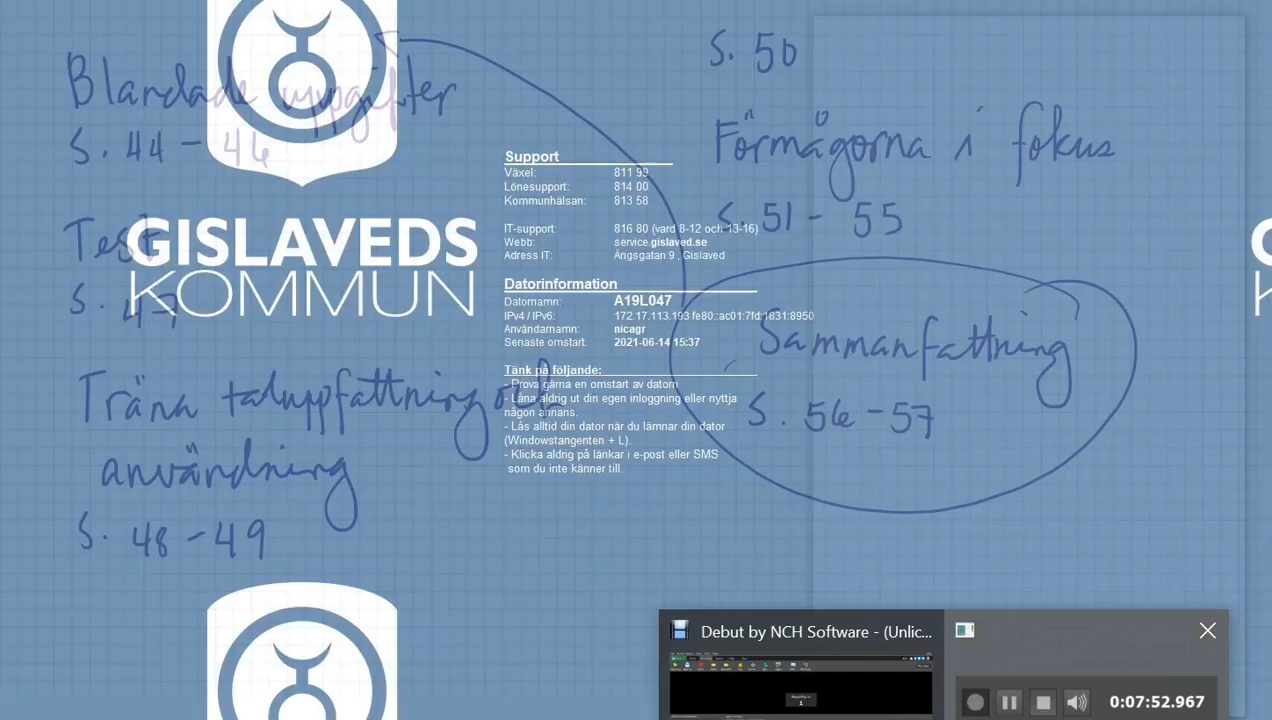 Blandade uppgifter
s. 44 - 46
Test
s. 47
Träna taluppfattning och
användning
s. 48 - 49
s. 50
Förmågorna i fokus
s. 51 - 55
Sammanfattning
s. 56 - 57
GISLAVEDS
KOMMUN
Support
Växel: 811 99
Lönesupport: 814 00
Kommunhälsan: 813 58
IT-support: 816 80 (vard 8-12 och 13-16)
Webb: service.gislaved.se
Adress IT: Ängsgatan 9 , Gislaved
Datorinformation
Datornamn: A19L047
IPv4 / IPv6: 172.17.113.193 fe80::ac01:7fd:1831:8950
Användarnamn: nicagr
Senaste omstart: 2021-06-14 15:37
Tänk på följande:
- Prova gärna en omstart av datorn
- Låna aldrig ut din egen inloggning eller nyttja
någon annans.
- Lås alltid din dator när du lämnar din dator
(Windowstangenten + L).
- Klicka aldrig på länkar i e-post eller SMS
som du inte känner till.
Debut by NCH Software - (Unlic...
0:07:52.967